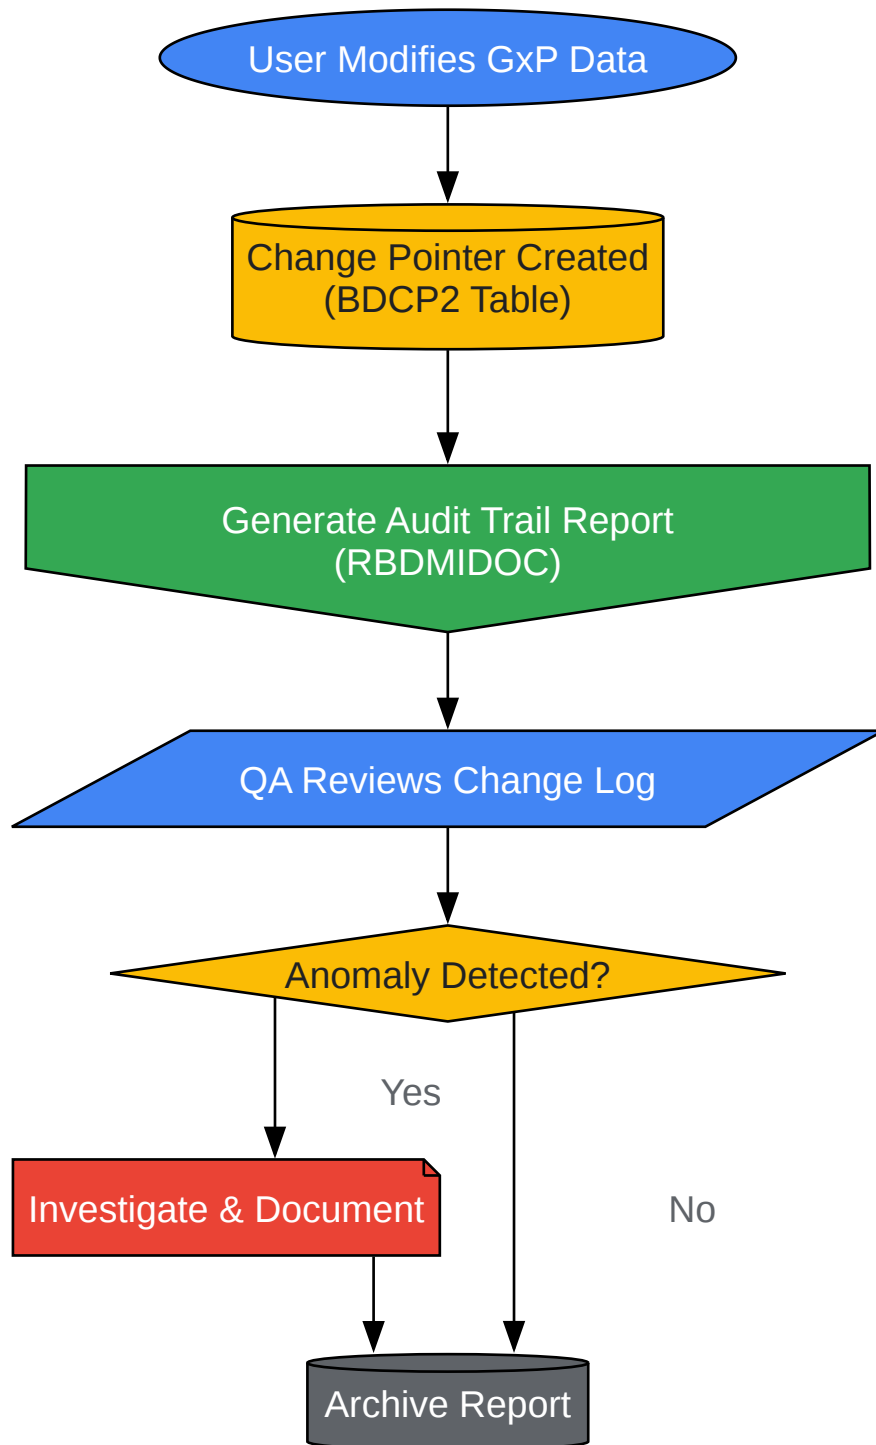 User Modifies GxP Data
Change Pointer Created
(BDCP2 Table)
Generate Audit Trail Report
(RBDMIDOC)
QA Reviews Change Log
Anomaly Detected?
Yes
Investigate & Document
No
Archive Report